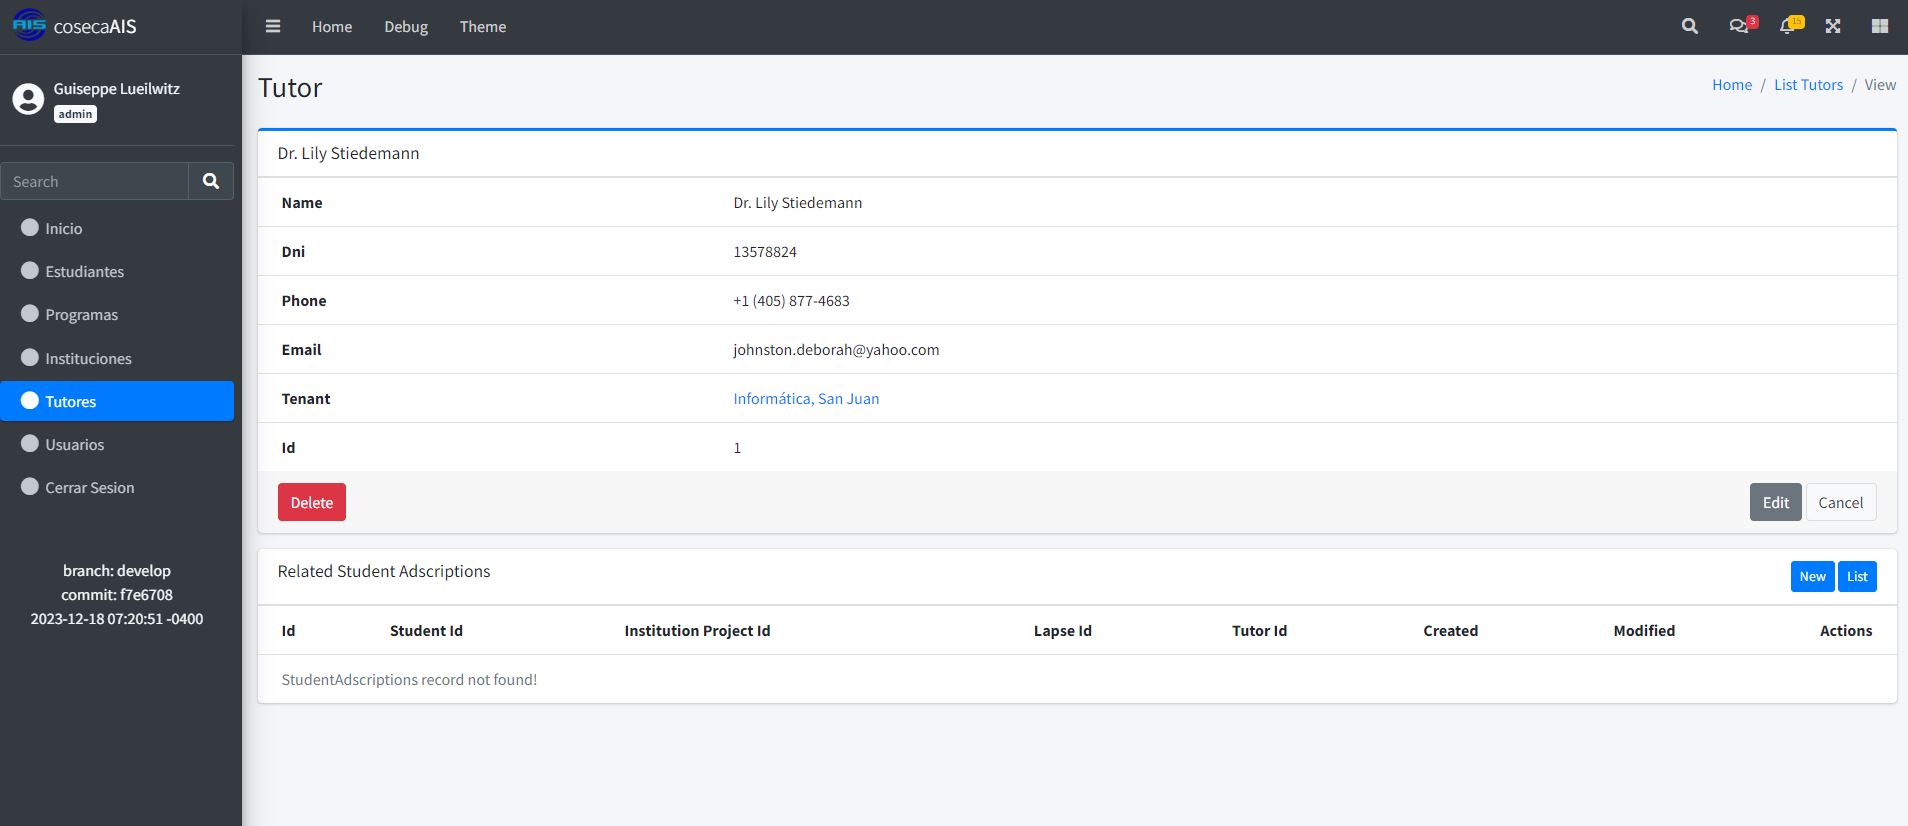 AIS cosecaAIS
Home Debug Theme
3
15
Guiseppe Lueilwitz
admin
Search
Inicio
Estudiantes
Programas
Instituciones
Tutores
Usuarios
Cerrar Sesion
branch: develop
commit: f7e6708
2023-12-18 07:20:51 -0400
Tutor
Home / List Tutors / View
Dr. Lily Stiedemann
Name Dr. Lily Stiedemann
Dni 13578824
Phone +1 (405) 877-4683
Email johnston.deborah@yahoo.com
Tenant Informática, San Juan
Id 1
Delete Edit Cancel
Related Student Adscriptions New List
Id Student Id Institution Project Id Lapse Id Tutor Id Created Modified Actions
StudentAdscriptions record not found!